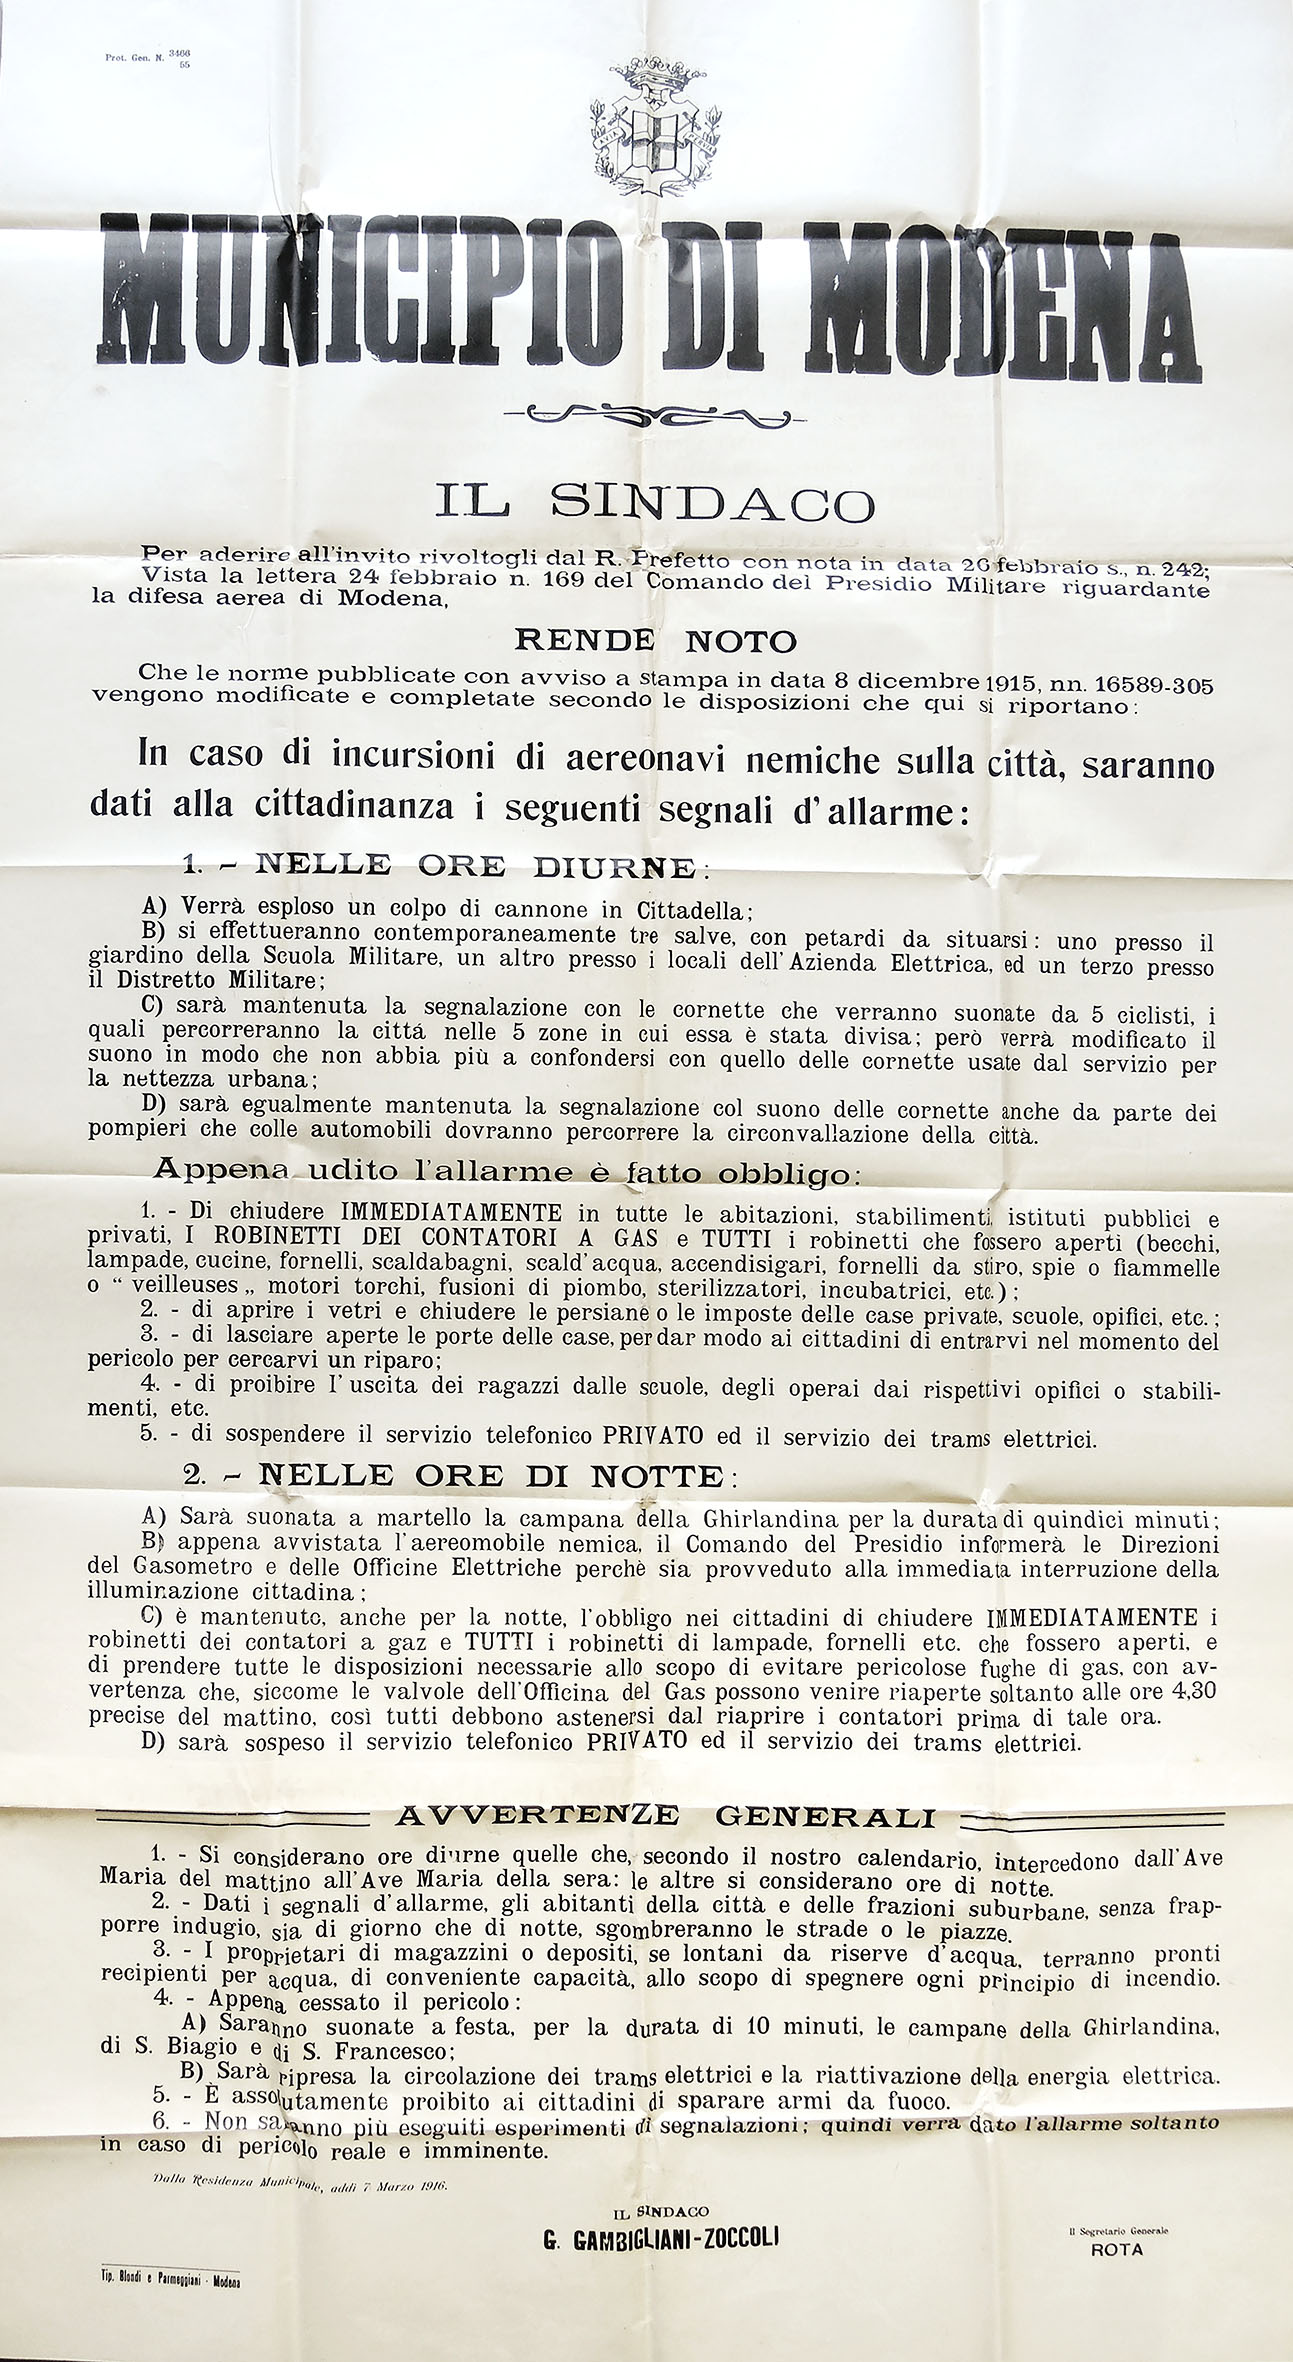 Prot. Gen. N. 3466
55
AVIA PERVIA
MUNICIPIO DI MODENA
IL SINDACO
Per aderire all'invito rivoltogli dal R. Prefetto con nota in data 26 febbraio s., n. 242;
Vista la lettera 24 febbraio n. 169 del Comando del Presidio Militare riguardante
la difesa aerea di Modena,
RENDE NOTO
Che le norme pubblicate con avviso a stampa in data 8 dicembre 1915, nn. 16589-305
vengono modificate e completate secondo le disposizioni che qui si riportano:
In caso di incursioni di aereonavi nemiche sulla città, saranno
dati alla cittadinanza i seguenti segnali d'allarme:
1. - NELLE ORE DIURNE:
A) Verrà esploso un colpo di cannone in Cittadella;
B) si effettueranno contemporaneamente tre salve, con petardi da situarsi: uno presso il
giardino della Scuola Militare, un altro presso i locali dell'Azienda Elettrica, ed un terzo presso
il Distretto Militare;
C) sarà mantenuta la segnalazione con le cornette che verranno suonate da 5 ciclisti, i
quali percorreranno la cittá nelle 5 zone in cui essa è stata divisa; però verrà modificato il
suono in modo che non abbia più a confondersi con quello delle cornette usate dal servizio per
la nettezza urbana;
D) sarà egualmente mantenuta la segnalazione col suono delle cornette anche da parte dei
pompieri che colle automobili dovranno percorrere la circonvallazione della città.
Appena udito l'allarme è fatto obbligo:
1. - Di chiudere IMMEDIATAMENTE in tutte le abitazioni, stabilimenti, istituti pubblici e
privati, I ROBINETTI DEI CONTATORI A GAS e TUTTI i robinetti che fossero aperti (becchi,
lampade, cucine, fornelli, scaldabagni, scald'acqua, accendisigari, fornelli da stiro, spie o fiammelle
o “ veilleuses „ motori torchi, fusioni di piombo, sterilizzatori, incubatrici, etc.);
2. - di aprire i vetri e chiudere le persiane o le imposte delle case private, scuole, opifici, etc.;
3. - di lasciare aperte le porte delle case, per dar modo ai cittadini di entrarvi nel momento del
pericolo per cercarvi un riparo;
4. - di proibire l'uscita dei ragazzi dalle scuole, degli operai dai rispettivi opifici o stabili-
menti, etc.
5. - di sospendere il servizio telefonico PRIVATO ed il servizio dei trams elettrici.
2. - NELLE ORE DI NOTTE:
A) Sarà suonata a martello la campana della Ghirlandina per la durata di quindici minuti;
B) appena avvistata l'aereomobile nemica, il Comando del Presidio informerà le Direzioni
del Gasometro e delle Officine Elettriche perchè sia provveduto alla immediata interruzione della
illuminazione cittadina;
C) è mantenuto, anche per la notte, l'obbligo nei cittadini di chiudere IMMEDIATAMENTE i
robinetti dei contatori a gaz e TUTTI i robinetti di lampade, fornelli etc. che fossero aperti, e
di prendere tutte le disposizioni necessarie allo scopo di evitare pericolose fughe di gas, con av-
vertenza che, siccome le valvole dell'Officina del Gas possono venire riaperte soltanto alle ore 4,30
precise del mattino, così tutti debbono astenersi dal riaprire i contatori prima di tale ora.
D) sarà sospeso il servizio telefonico PRIVATO ed il servizio dei trams elettrici.
AVVERTENZE GENERALI
1. - Si considerano ore diurne quelle che, secondo il nostro calendario, intercedono dall'Ave
Maria del mattino all'Ave Maria della sera: le altre si considerano ore di notte.
2. - Dati i segnali d'allarme, gli abitanti della città e delle frazioni suburbane, senza frap-
porre indugio, sia di giorno che di notte, sgombreranno le strade o le piazze.
3. - I proprietari di magazzini o depositi, se lontani da riserve d'acqua, terranno pronti
recipienti per acqua, di conveniente capacità, allo scopo di spegnere ogni principio di incendio.
4. - Appena cessato il pericolo:
A) Saranno suonate a festa, per la durata di 10 minuti, le campane della Ghirlandina,
di S. Biagio e di S. Francesco;
B) Sarà ripresa la circolazione dei trams elettrici e la riattivazione della energia elettrica.
5. - È assolutamente proibito ai cittadini di sparare armi da fuoco.
6. - Non saranno più eseguiti esperimenti di segnalazioni; quindi verrà dato l'allarme soltanto
in caso di pericolo reale e imminente.
Dalla Residenza Municipale, addì 7 Marzo 1916.
IL SINDACO
G. GAMBIGLIANI-ZOCCOLI
Il Segretario Generale
ROTA
Tip. Blondi e Parmeggiani - Modena